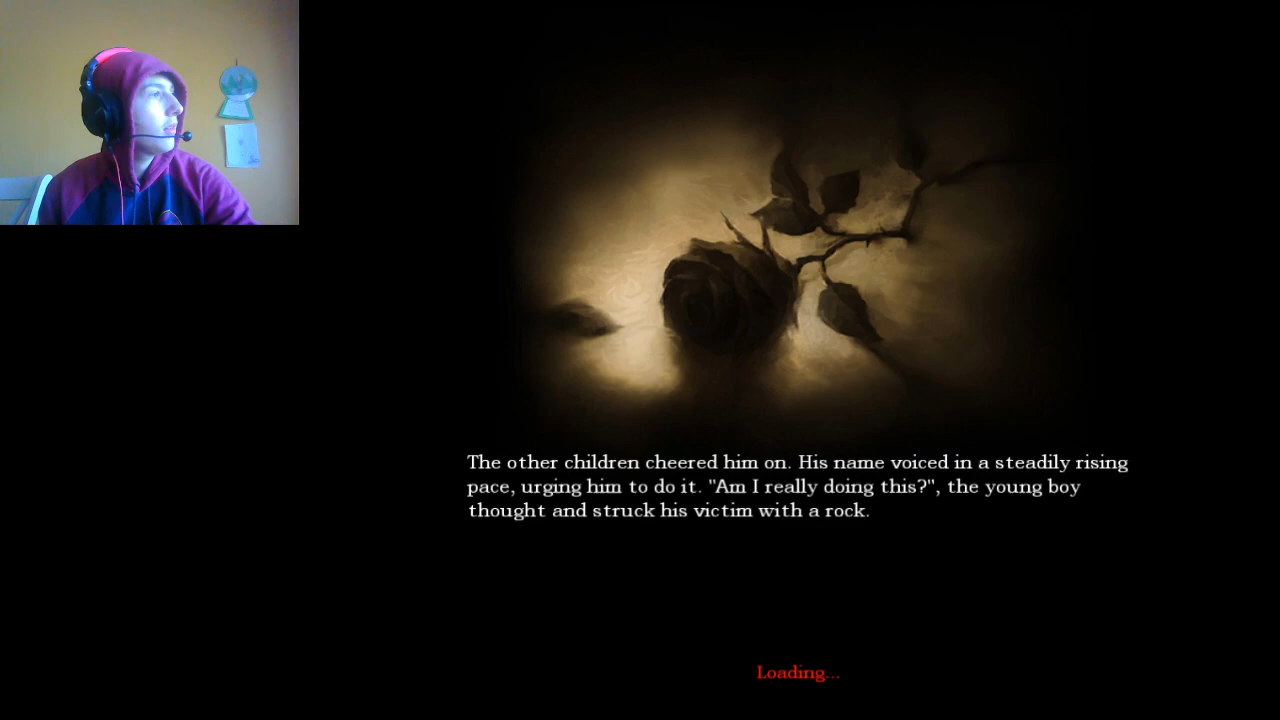 The other children cheered him on. His name voiced in a steadily rising
pace, urging him to do it. "Am I really doing this?", the young boy
thought and struck his victim with a rock.
Loading...